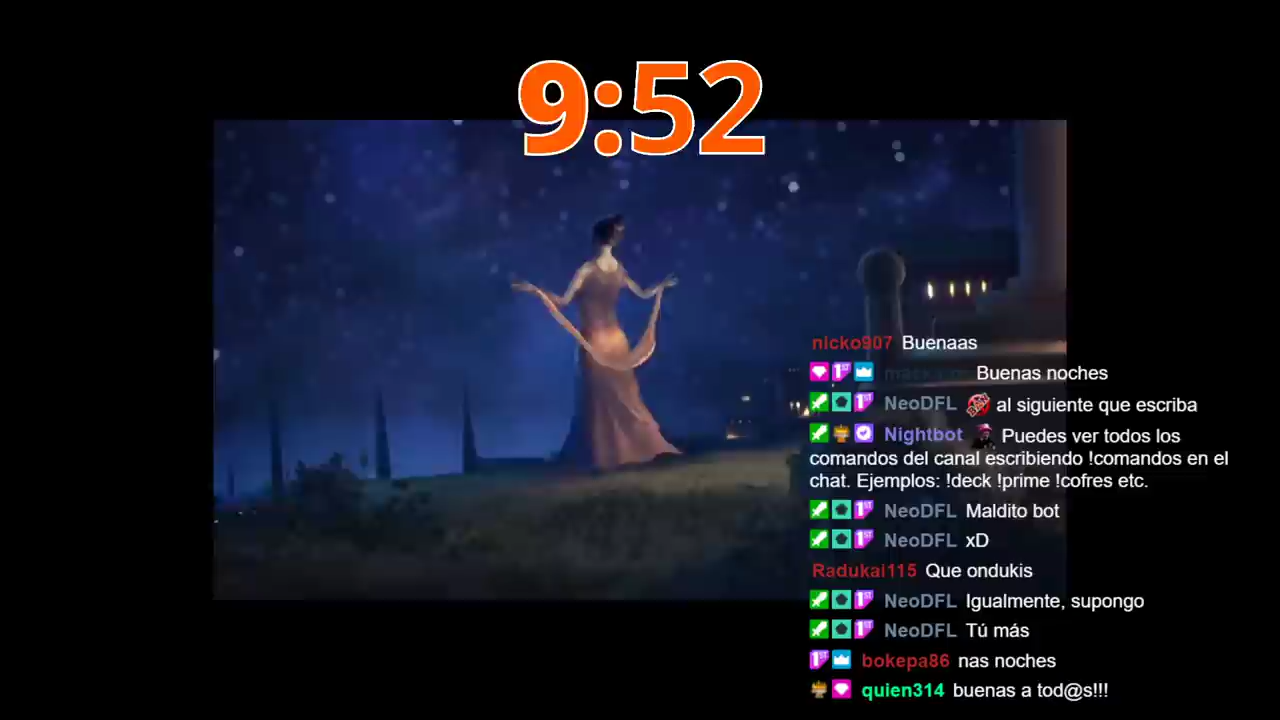 9:52
nicko907 Buenaas
Buenas noches
NeoDFL al siguiente que escriba
Nightbot Puedes ver todos los
comandos del canal escribiendo !comandos en el
chat. Ejemplos: !deck !prime !cofres etc.
NeoDFL Maldito bot
NeoDFL xD
Radukai115 Que ondukis
NeoDFL Igualmente, supongo
NeoDFL Tú más
bokepa86 nas noches
quien314 buenas a tod@s!!!